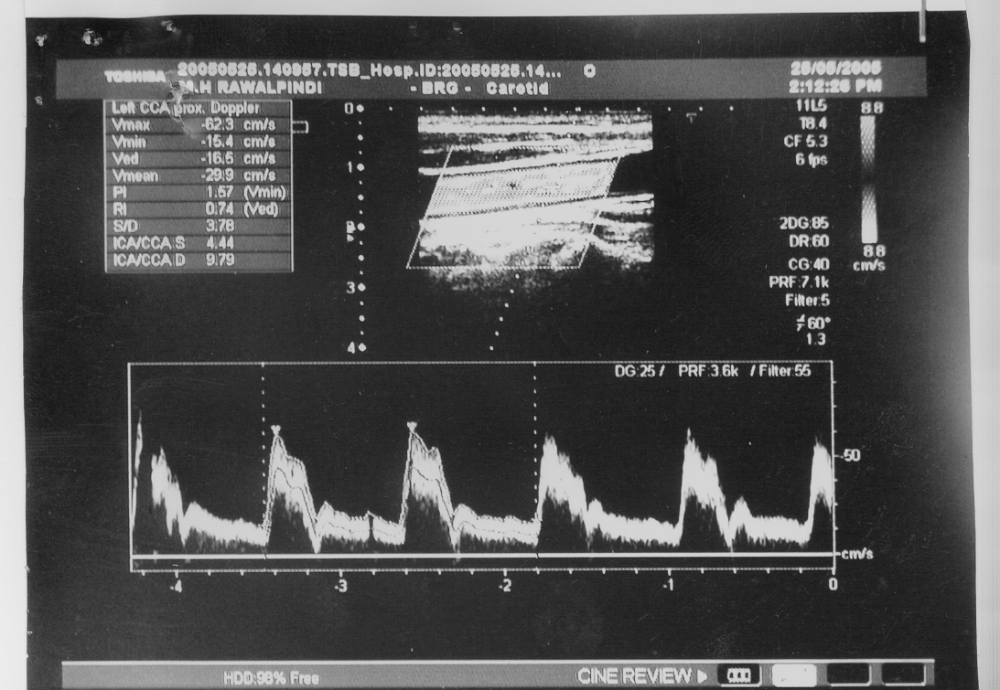 TOSHIBA 20050525.140957.TSB_Hosp.ID:20050525.14... 25/05/2005
M.H RAWALPINDI - BRG - Carotid 2:12:26 PM
Left CCA prox. Doppler
Vmax -62.3 cm/s
Vmin -15.4 cm/s
Ved -16.5 cm/s
Vmean -29.9 cm/s
PI 1.57 (Vmin)
RI 0.74 (Ved)
S/D 3.78
ICA/CCA S 4.44
ICA/CCA D 9.79
0
1
2
3
4
11L5
T8.4
CF 5.3
6 fps
2DG:85
DR:60
CG:40
PRF:7.1k
Filter:5
60°
1.3
8.8
8.8
cm/s
DG:25 / PRF:3.6k / Filter:55
-50
cm/s
-4 -3 -2 -1 0
HDD:98% Free CINE REVIEW